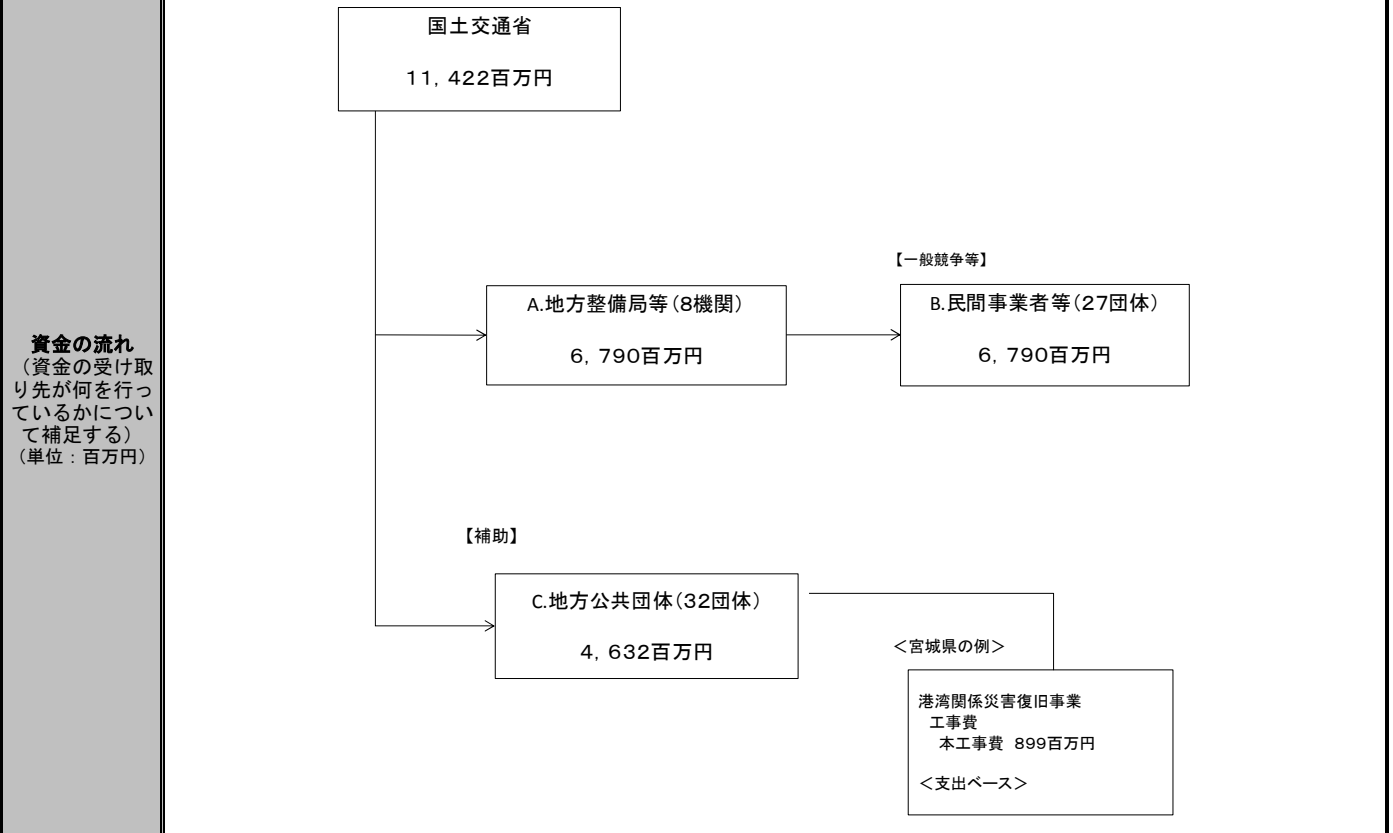 資金の流れ
（資金の受け取
り先が何を行っ
ているかについ
て補足する）
（単位：百万円）
国土交通省
11，422百万円
A.地方整備局等（8機関）
6，790百万円
【一般競争等】
B.民間事業者等（27団体）
6，790百万円
【補助】
C.地方公共団体（32団体）
4，632百万円
＜宮城県の例＞
港湾関係災害復旧事業
工事費
本工事費 899百万円
＜支出ベース＞